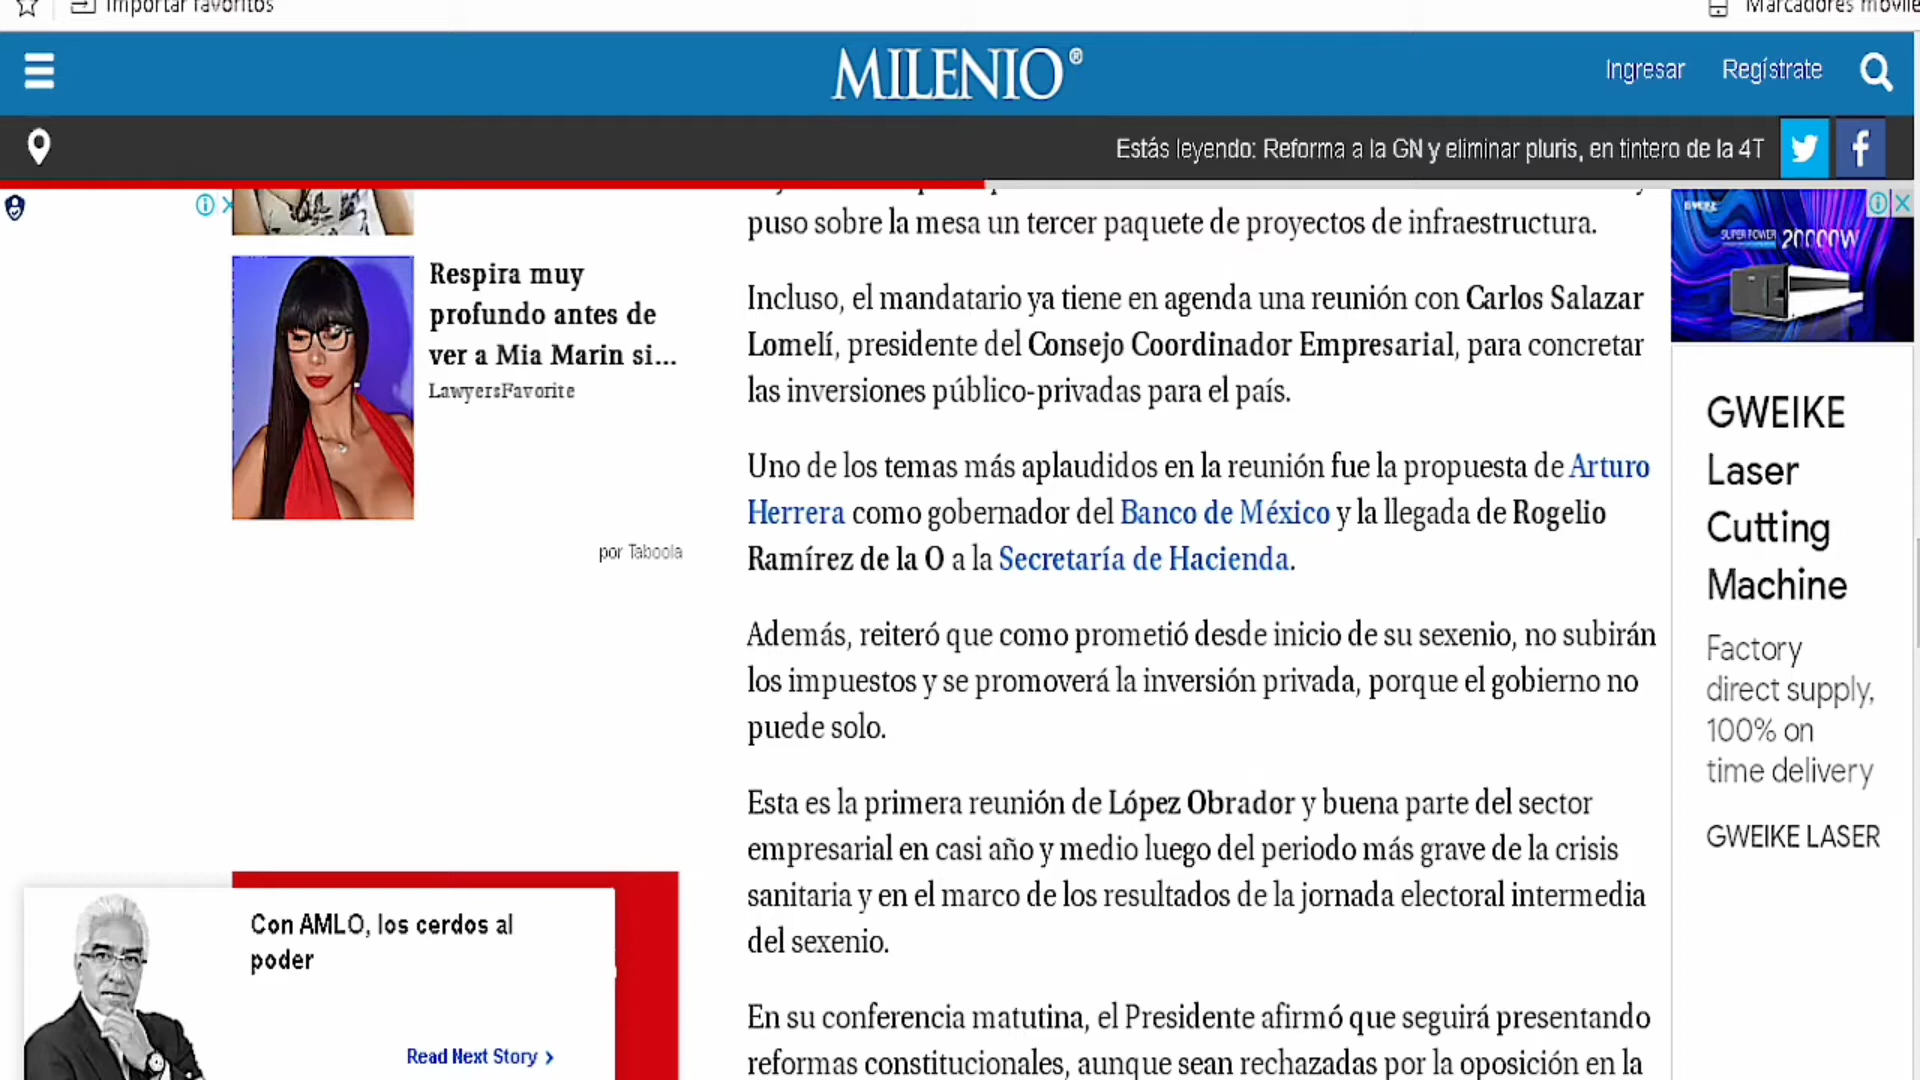 Importar favoritos
Marcadores móvile
MILENIO®
Ingresar
Regístrate
Estás leyendo: Reforma a la GN y eliminar pluris, en tintero de la 4T
puso sobre la mesa un tercer paquete de proyectos de infraestructura.
Incluso, el mandatario ya tiene en agenda una reunión con Carlos Salazar
Lomelí, presidente del Consejo Coordinador Empresarial, para concretar
las inversiones público-privadas para el país.
Uno de los temas más aplaudidos en la reunión fue la propuesta de Arturo
Herrera como gobernador del Banco de México y la llegada de Rogelio
Ramírez de la O a la Secretaría de Hacienda.
Además, reiteró que como prometió desde inicio de su sexenio, no subirán
los impuestos y se promoverá la inversión privada, porque el gobierno no
puede solo.
Esta es la primera reunión de López Obrador y buena parte del sector
empresarial en casi año y medio luego del periodo más grave de la crisis
sanitaria y en el marco de los resultados de la jornada electoral intermedia
del sexenio.
En su conferencia matutina, el Presidente afirmó que seguirá presentando
reformas constitucionales, aunque sean rechazadas por la oposición en la
Respira muy
profundo antes de
ver a Mia Marin si...
LawyersFavorite
por Taboola
Con AMLO, los cerdos al
poder
Read Next Story >
SUPER POWER 20000W
GWEIKE
Laser
Cutting
Machine
Factory
direct supply,
100% on
time delivery
GWEIKE LASER